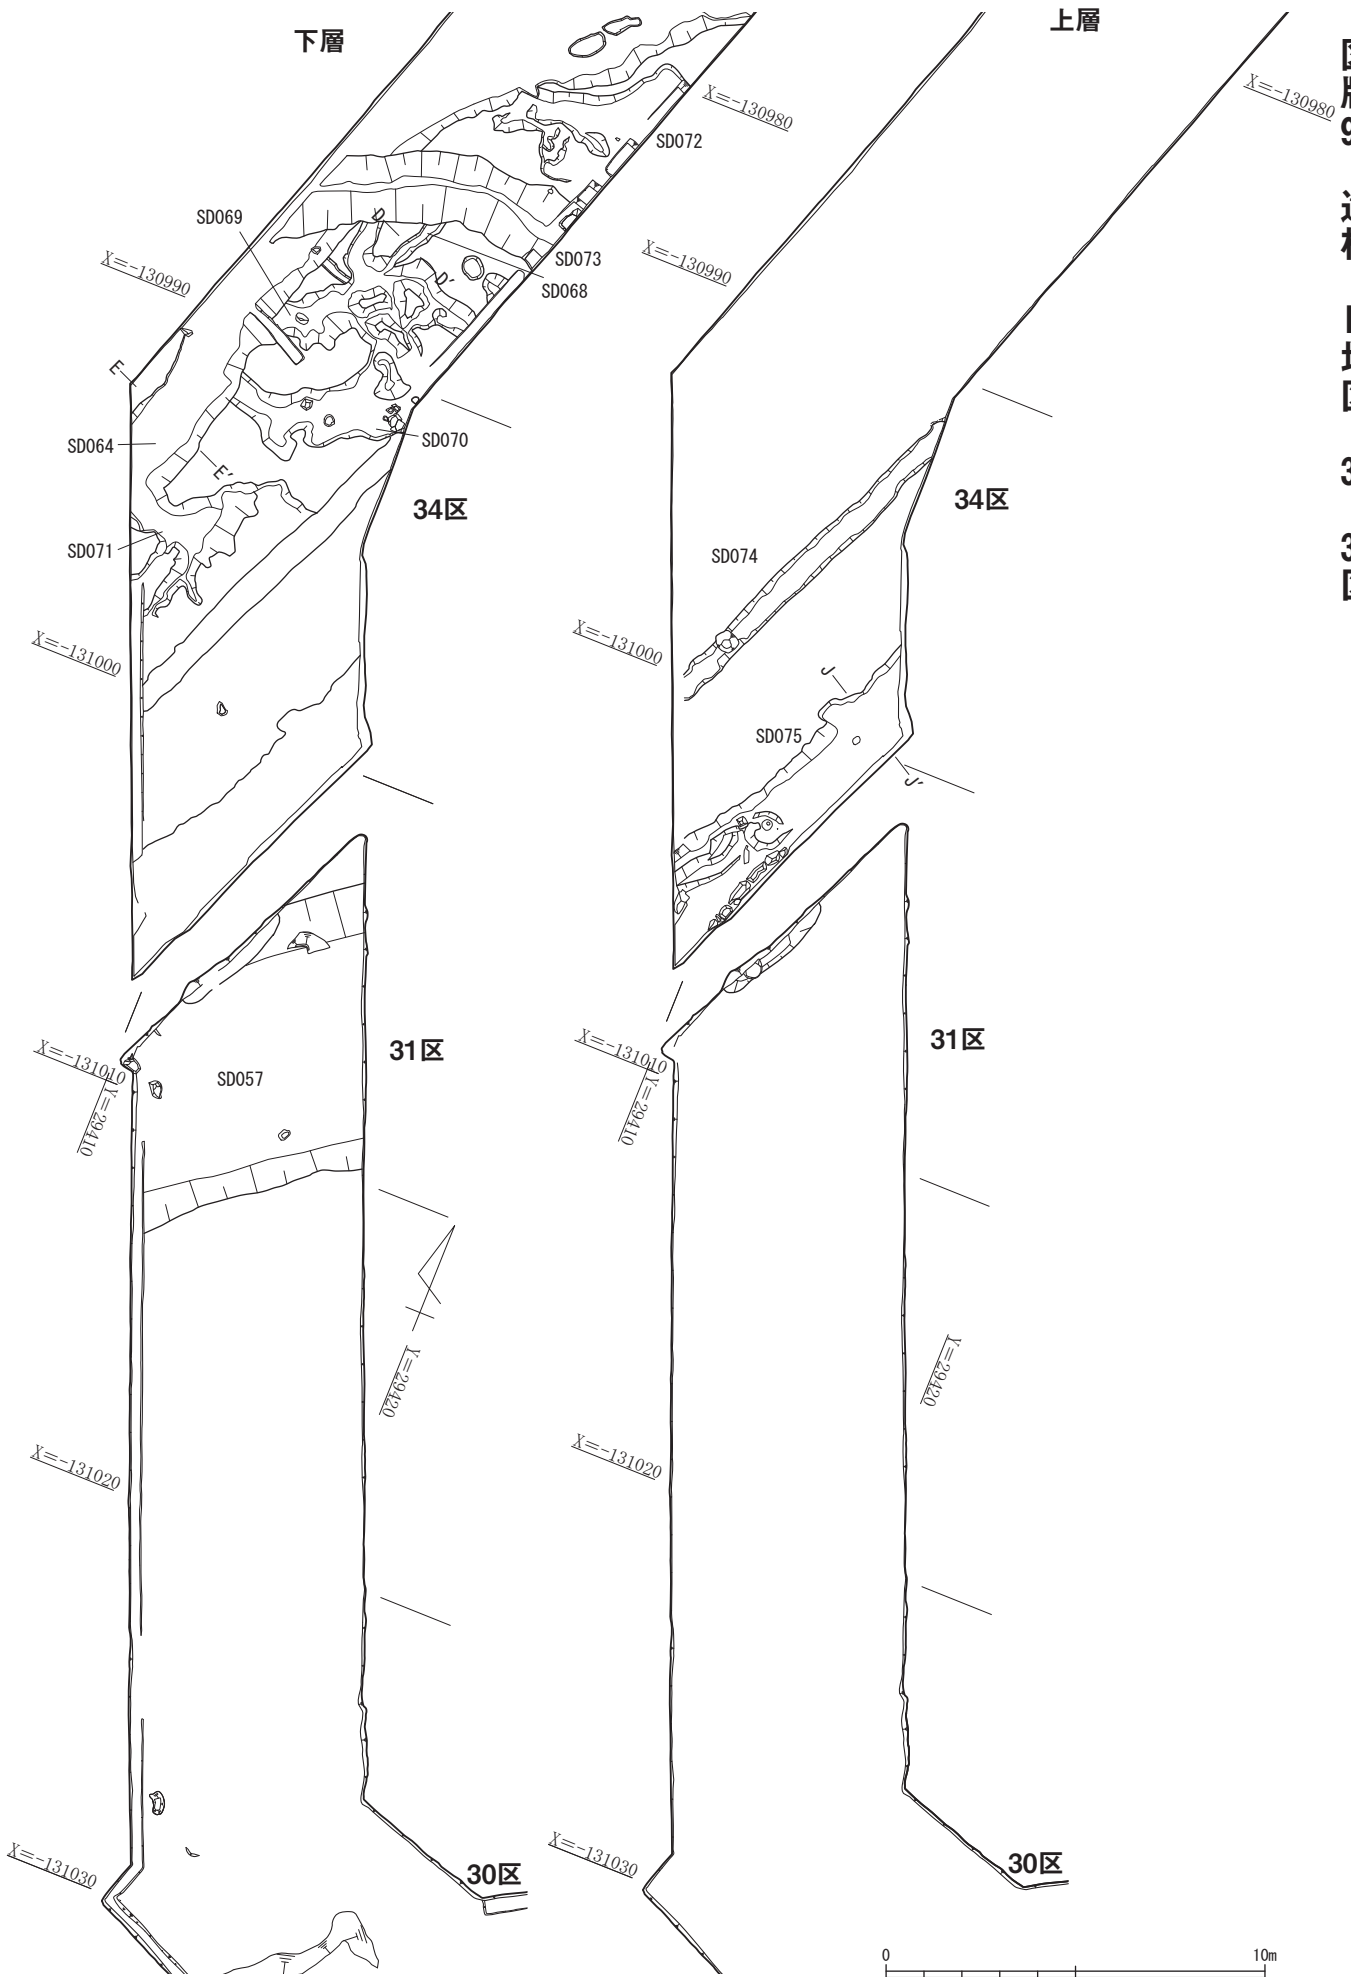 下層
X=-130980
SD072
SD069
X=-130990
SD073
D'
SD068
E
SD064
SD070
E'
34区
SD071
X=-131000
31区
X=-131010
Y=29410
SD057
Y=29420
X=-131020
X=-131030
30区
上層
X=-130980
X=-130990
34区
SD074
X=-131000
J
SD075
J'
31区
X=-131010
Y=29410
Y=29420
X=-131020
X=-131030
30区
0 10m